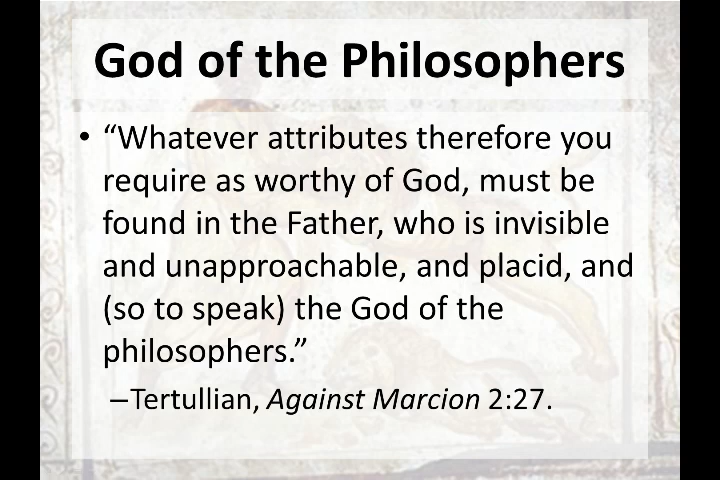 God of the Philosophers
• “Whatever attributes therefore you
require as worthy of God, must be
found in the Father, who is invisible
and unapproachable, and placid, and
(so to speak) the God of the
philosophers.”
–Tertullian, Against Marcion 2:27.